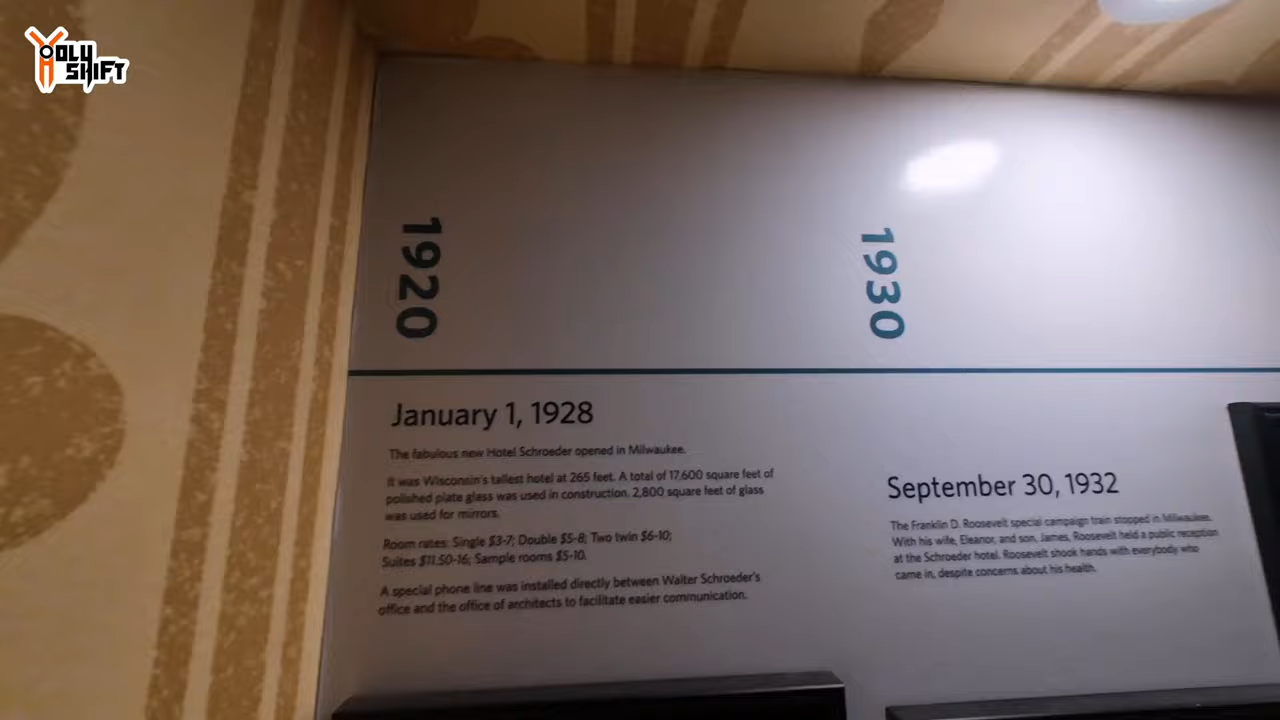 YOLY
SHIFT
1920
1930
January 1, 1928
The fabulous new Hotel Schroeder opened in Milwaukee.
It was Wisconsin's tallest hotel at 265 feet. A total of 17,600 square feet of
polished plate glass was used in construction. 2,800 square feet of glass
was used for mirrors.
Room rates: Single $3-7; Double $5-8; Two twin $6-10;
Suites $11.50-16; Sample rooms $5-10.
A special phone line was installed directly between Walter Schroeder's
office and the office of architects to facilitate easier communication.
September 30, 1932
The Franklin D. Roosevelt special campaign train stopped in Milwaukee.
With his wife, Eleanor, and son, James, Roosevelt held a public reception
at the Schroeder hotel. Roosevelt shook hands with everybody who
came in, despite concerns about his health.